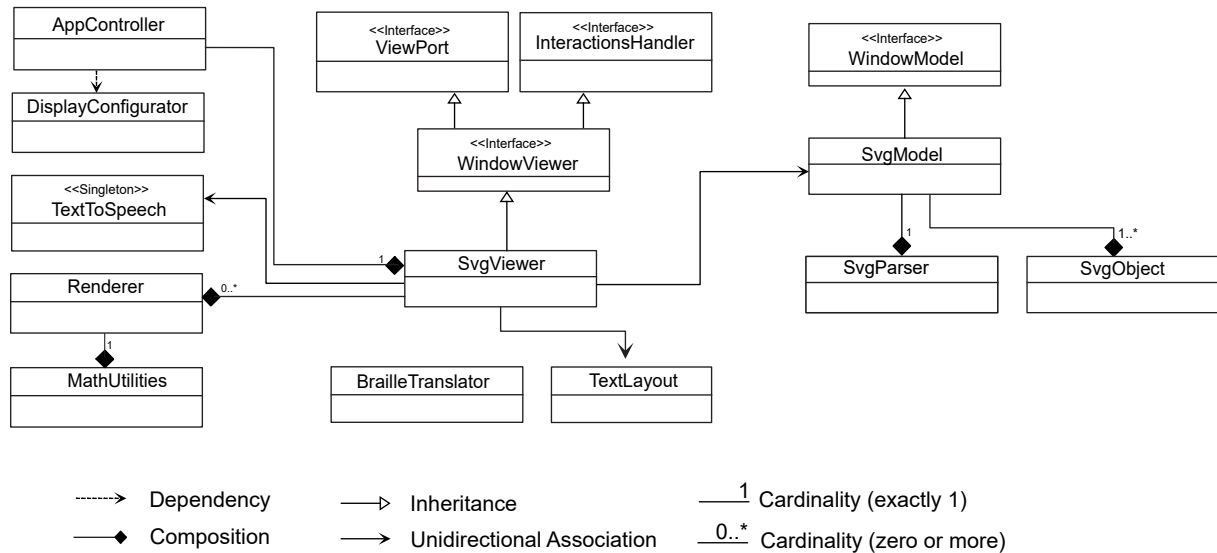 AppController
<<Interface>>
ViewPort
<<Interface>>
InteractionsHandler
<<Interface>>
WindowModel
DisplayConfigurator
<<Interface>>
WindowViewer
SvgModel
<<Singleton>>
TextToSpeech
1
1..*
1
SvgViewer
SvgParser
SvgObject
Renderer
0..*
1
MathUtilities
BrailleTranslator
TextLayout
Dependency
Inheritance
1 Cardinality (exactly 1)
Composition
Unidirectional Association
0..* Cardinality (zero or more)